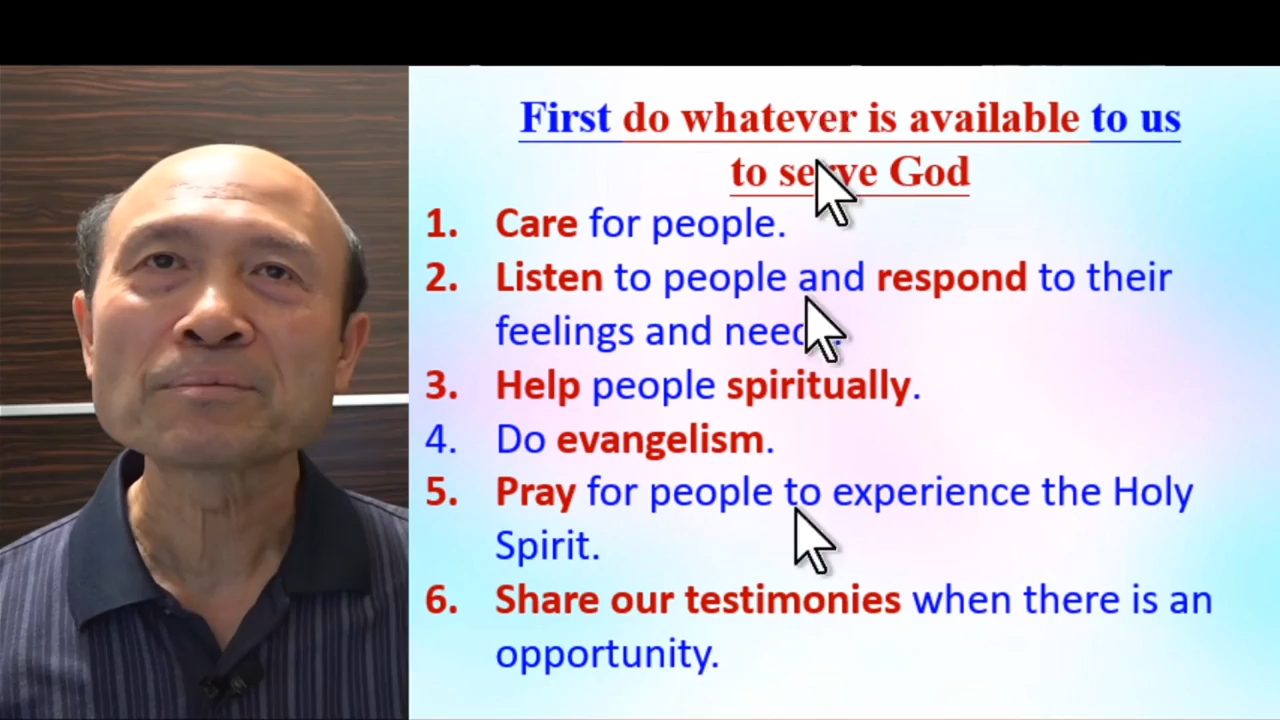 First do whatever is available to us
to serve God
1. Care for people.
2. Listen to people and respond to their
feelings and
3. Help people spiritually.
4. Do evangelism.
5. Pray for people to experience the Holy
Spirit.
6. Share our testimonies when there is an
opportunity.